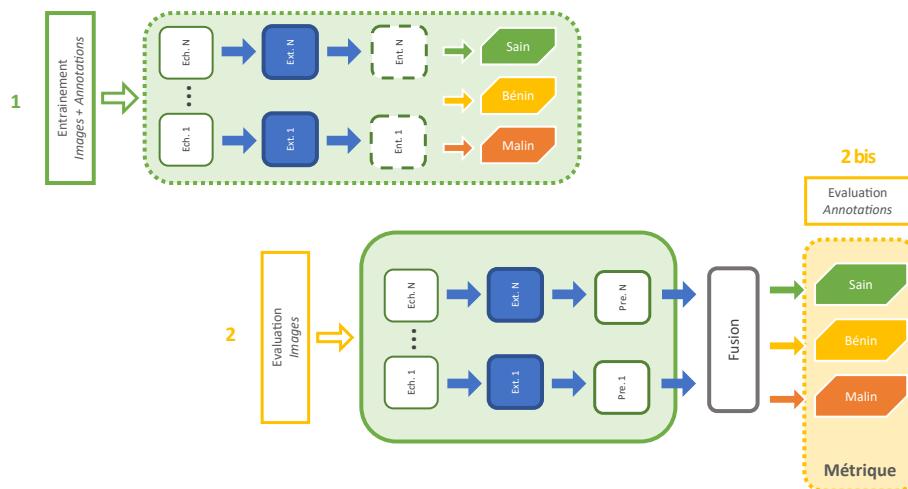 1
Entrainement
Images + Annotations
Ech. N
Ext. N
Ent. N
Sain
Bénin
Ech. 1
Ext. 1
Ent. 1
Malin
2 bis
Evaluation
Annotations
2
Evaluation
Images
Ech. N
Ext. N
Pre. N
Ech. 1
Ext. 1
Pre. 1
Fusion
Sain
Bénin
Malin
Métrique